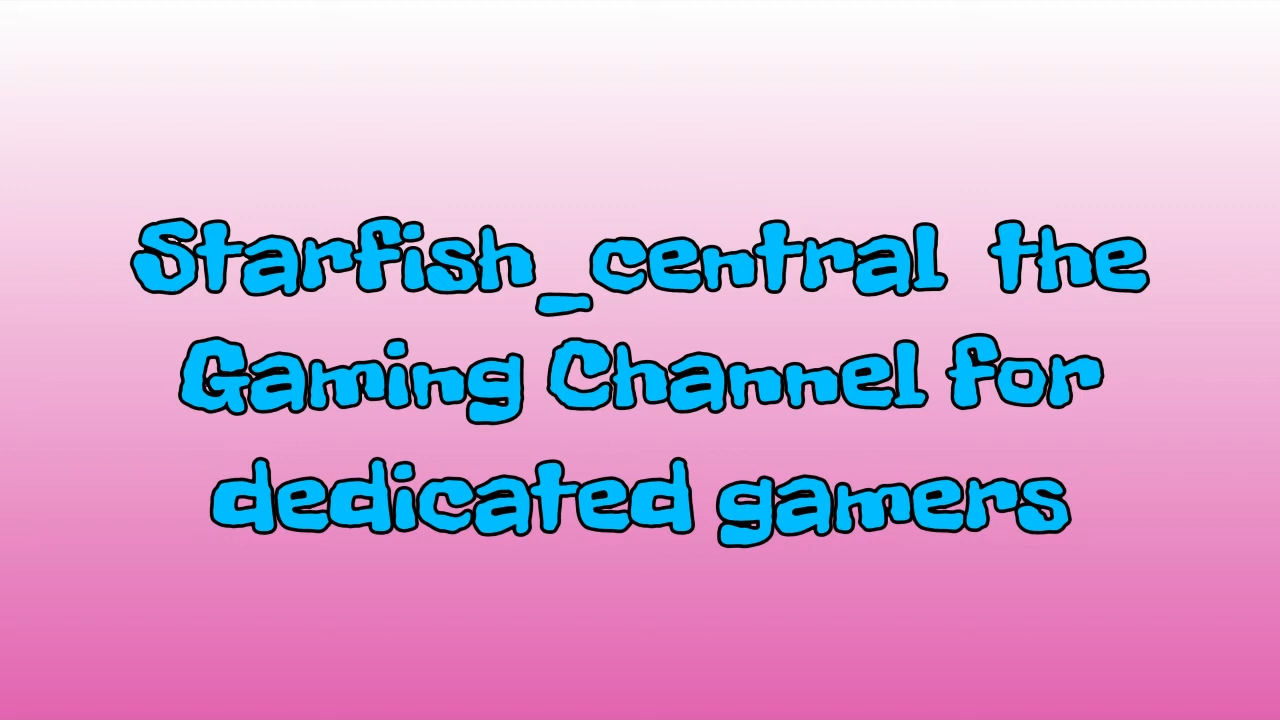 Starfish_central the
Gaming Channel for
dedicated gamers